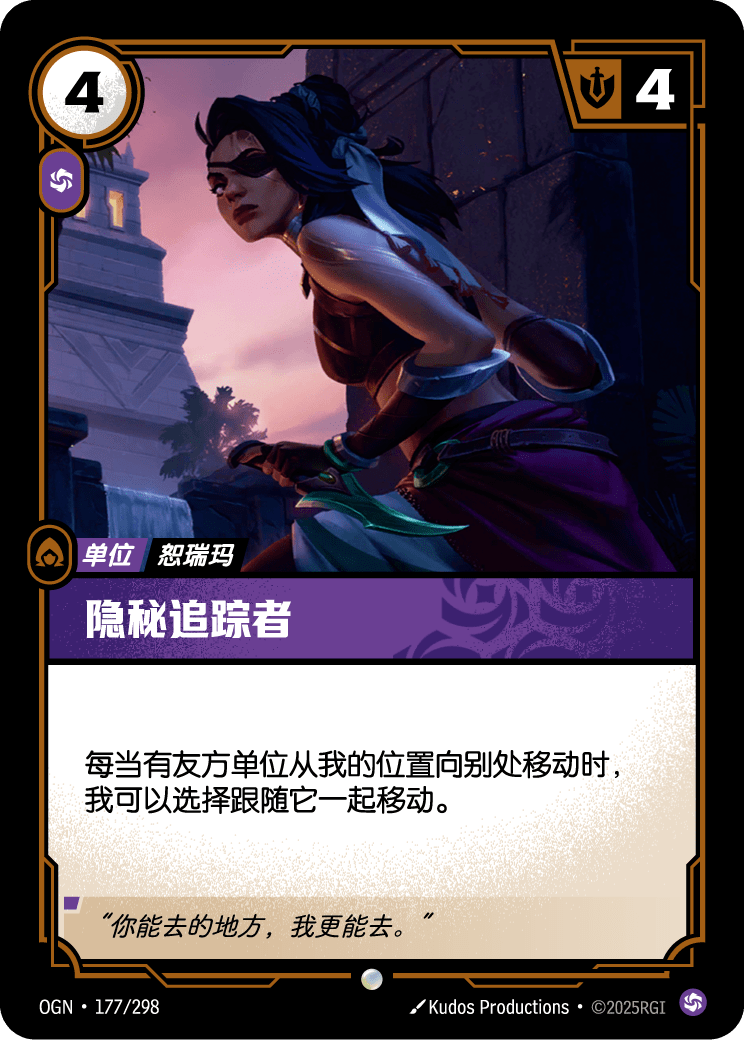 4
4
单位 恕瑞玛
隐秘追踪者
每当有友方单位从我的位置向别处移动时，
我可以选择跟随它一起移动。
“你能去的地方，我更能去。”
OGN • 177/298 Kudos Productions • ©2025RGI